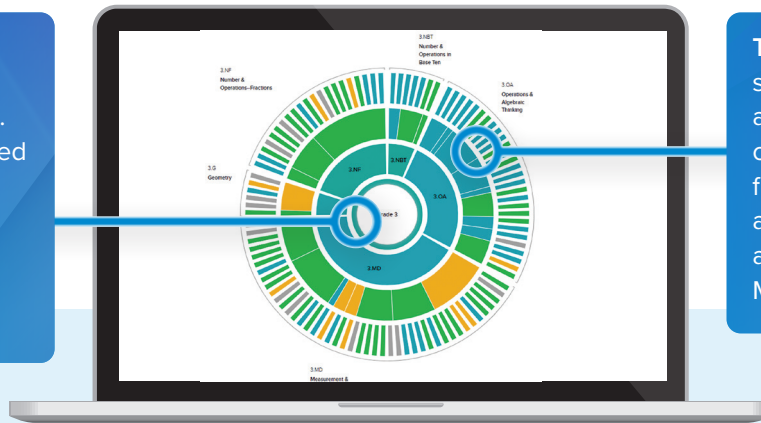 .
ed
3.NBT
Number &
Operations in
Base Ten
3.NF
Number &
Operations–Fractions
3.OA
Operations &
Algebraic
Thinking
3.G
Geometry
3.NF
3.NBT
3.OA
ade 3
3.MD
3.MD
Measurement &
T
s
a
c
f
a
a
M